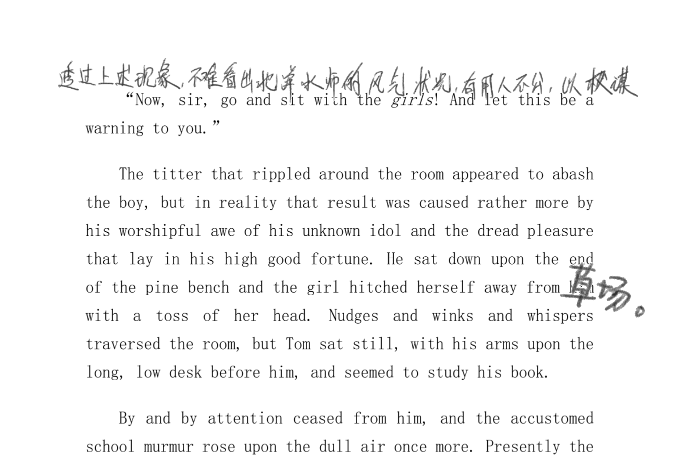 透过上述现象，不难看出北洋水师的风气状况，有用人不分，以权谋
“Now, sir, go and sit with the girls! And let this be a
warning to you.”
The titter that rippled around the room appeared to abash
the boy, but in reality that result was caused rather more by
his worshipful awe of his unknown idol and the dread pleasure
that lay in his high good fortune. He sat down upon the end
of the pine bench and the girl hitched herself away from him
草场。
with a toss of her head. Nudges and winks and whispers
traversed the room, but Tom sat still, with his arms upon the
long, low desk before him, and seemed to study his book.
By and by attention ceased from him, and the accustomed
school murmur rose upon the dull air once more. Presently the